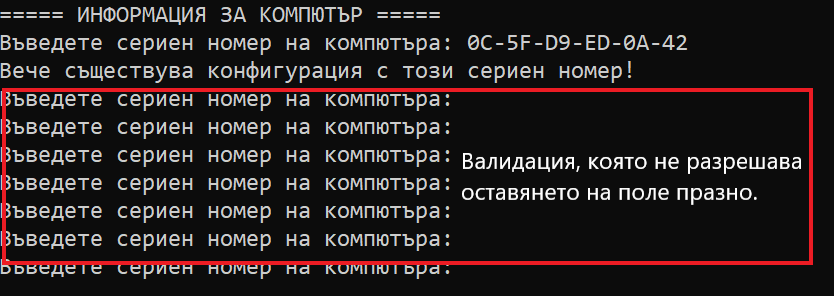 ===== ИНФОРМАЦИЯ ЗА КОМПЮТЪР =====
Въведете сериен номер на компютъра: 0C-5F-D9-ED-0A-42
Вече съществува конфигурация с този сериен номер!
Въведете сериен номер на компютъра:
Въведете сериен номер на компютъра:
Въведете сериен номер на компютъра:
Въведете сериен номер на компютъра:
Въведете сериен номер на компютъра:
Въведете сериен номер на компютъра:
Въведете сериен номер на компютъра:
Валидация, която не разрешава
оставянето на поле празно.